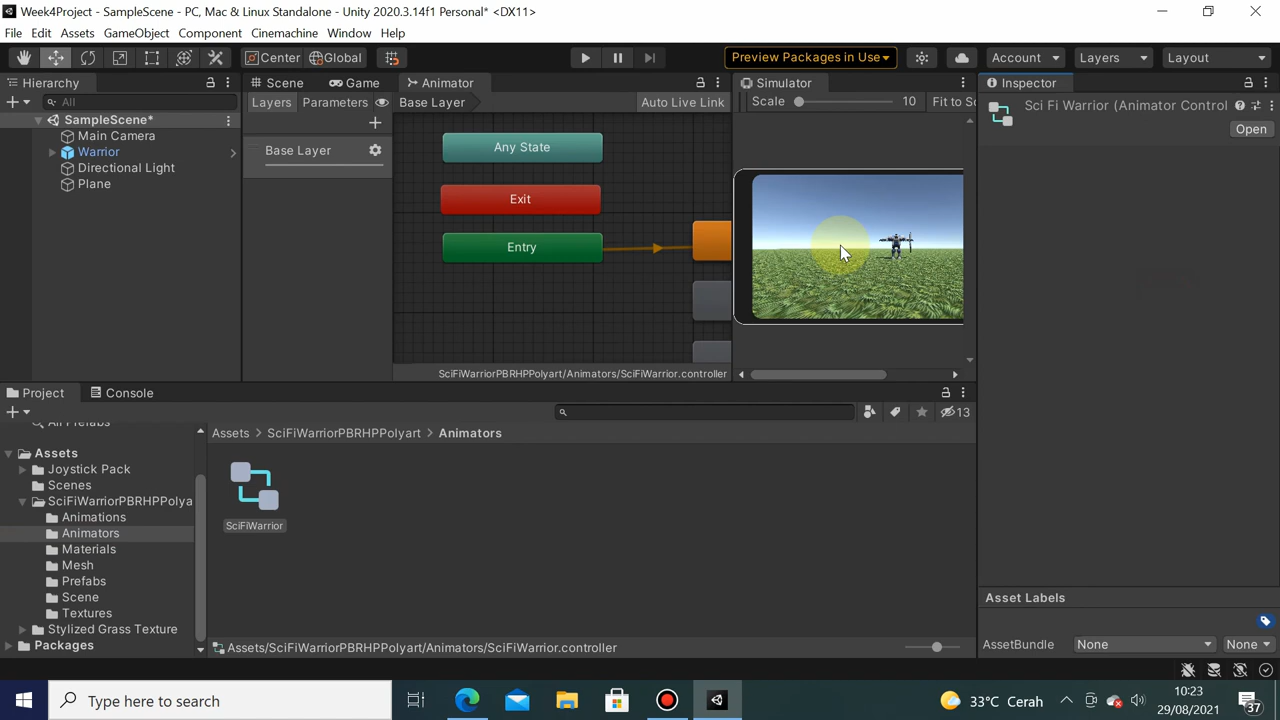 Week4Project - SampleScene - PC, Mac & Linux Standalone - Unity 2020.3.14f1 Personal* <DX11>
File Edit Assets GameObject Component Cinemachine Window Help
Center Global Preview Packages in Use Account Layers Layout
Hierarchy Scene Game Animator Simulator Inspector
All Layers Parameters Base Layer Auto Live Link Scale 10 Fit to Sc Sci Fi Warrior (Animator Control
SampleScene*
Open
Main Camera
Warrior
Directional Light
Plane
Base Layer
Any State
Exit
Entry
SciFiWarriorPBRHPPolyart/Animators/SciFiWarrior.controller
Project Console
13
All Prefabs
Assets > SciFiWarriorPBRHPPolyart > Animators
Assets
Joystick Pack
Scenes
SciFiWarriorPBRHPPolya
Animations
Animators
Materials
Mesh
Prefabs
Scene
Textures
Stylized Grass Texture
Packages
SciFiWarrior
Assets/SciFiWarriorPBRHPPolyart/Animators/SciFiWarrior.controller
Asset Labels
AssetBundle None None
Type here to search
33°C Cerah
10:23
29/08/2021
37